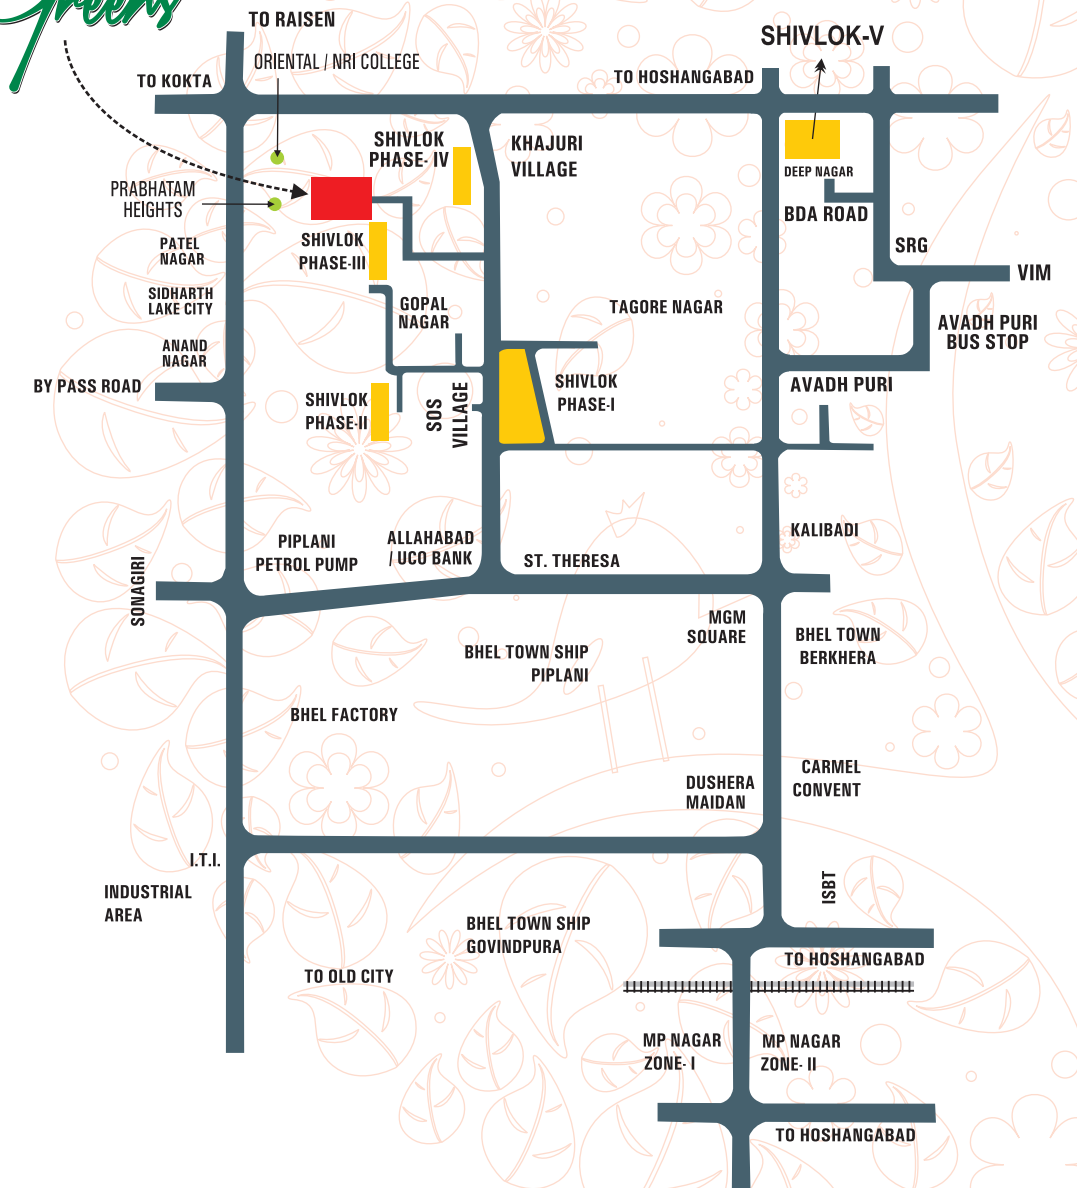 Greens
TO RAISEN
ORIENTAL / NRI COLLEGE
TO KOKTA
TO HOSHANGABAD
SHIVLOK-V
SHIVLOK
PHASE- IV
KHAJURI
VILLAGE
DEEP NAGAR
PRABHATAM
HEIGHTS
BDA ROAD
PATEL
NAGAR
SHIVLOK
PHASE-III
SRG
VIM
SIDHARTH
LAKE CITY
GOPAL
NAGAR
TAGORE NAGAR
AVADH PURI
BUS STOP
ANAND
NAGAR
BY PASS ROAD
SHIVLOK
PHASE-II
SOS
VILLAGE
SHIVLOK
PHASE-I
AVADH PURI
KALIBADI
PIPLANI
PETROL PUMP
ALLAHABAD
/ UCO BANK
ST. THERESA
SONAGIRI
MGM
SQUARE
BHEL TOWN
BERKHERA
BHEL TOWN SHIP
PIPLANI
BHEL FACTORY
DUSHERA
MAIDAN
CARMEL
CONVENT
I.T.I.
INDUSTRIAL
AREA
ISBT
BHEL TOWN SHIP
GOVINDPURA
TO HOSHANGABAD
TO OLD CITY
MP NAGAR
ZONE- I
MP NAGAR
ZONE- II
TO HOSHANGABAD